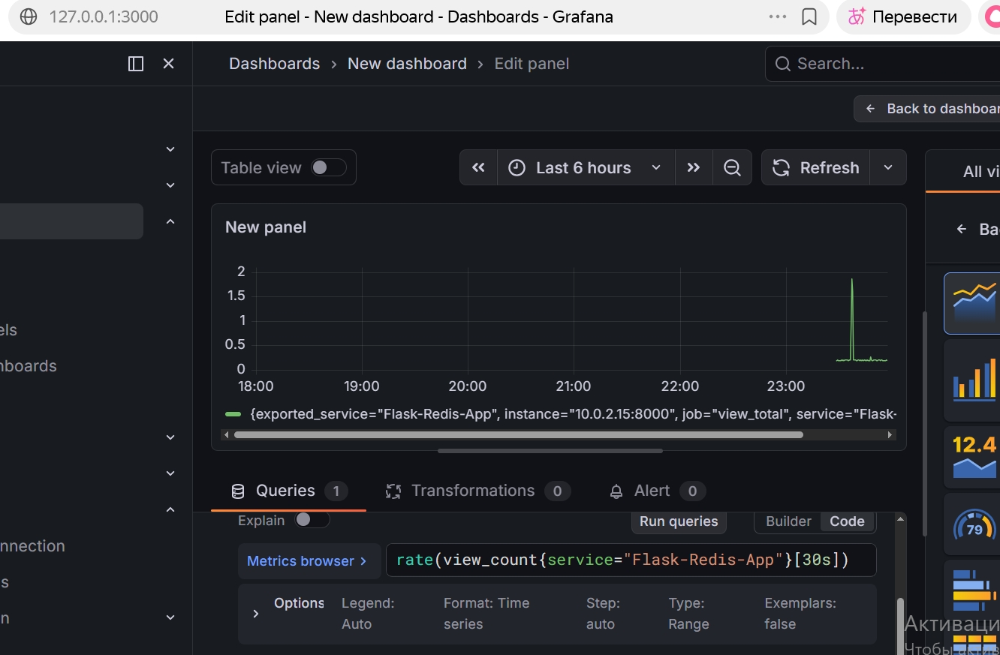 127.0.0.1:3000 Edit panel - New dashboard - Dashboards - Grafana ••• Перевести
Dashboards › New dashboard › Edit panel Search...
← Back to dashboar
Table view Last 6 hours Refresh
All vi
New panel
← Ba
2
1.5
1
0.5
0
18:00 19:00 20:00 21:00 22:00 23:00
{exported_service="Flask-Redis-App", instance="10.0.2.15:8000", job="view_total", service="Flask-
els
nboards
12.4
Queries 1 Transformations 0 Alert 0
Explain Run queries Builder Code
79
nnection
Metrics browser › rate(view_count{service="Flask-Redis-App"}[30s])
s
› Options Legend: Auto Format: Time series Step: auto Type: Range Exemplars: false
n
Активаци
Чтобы актив